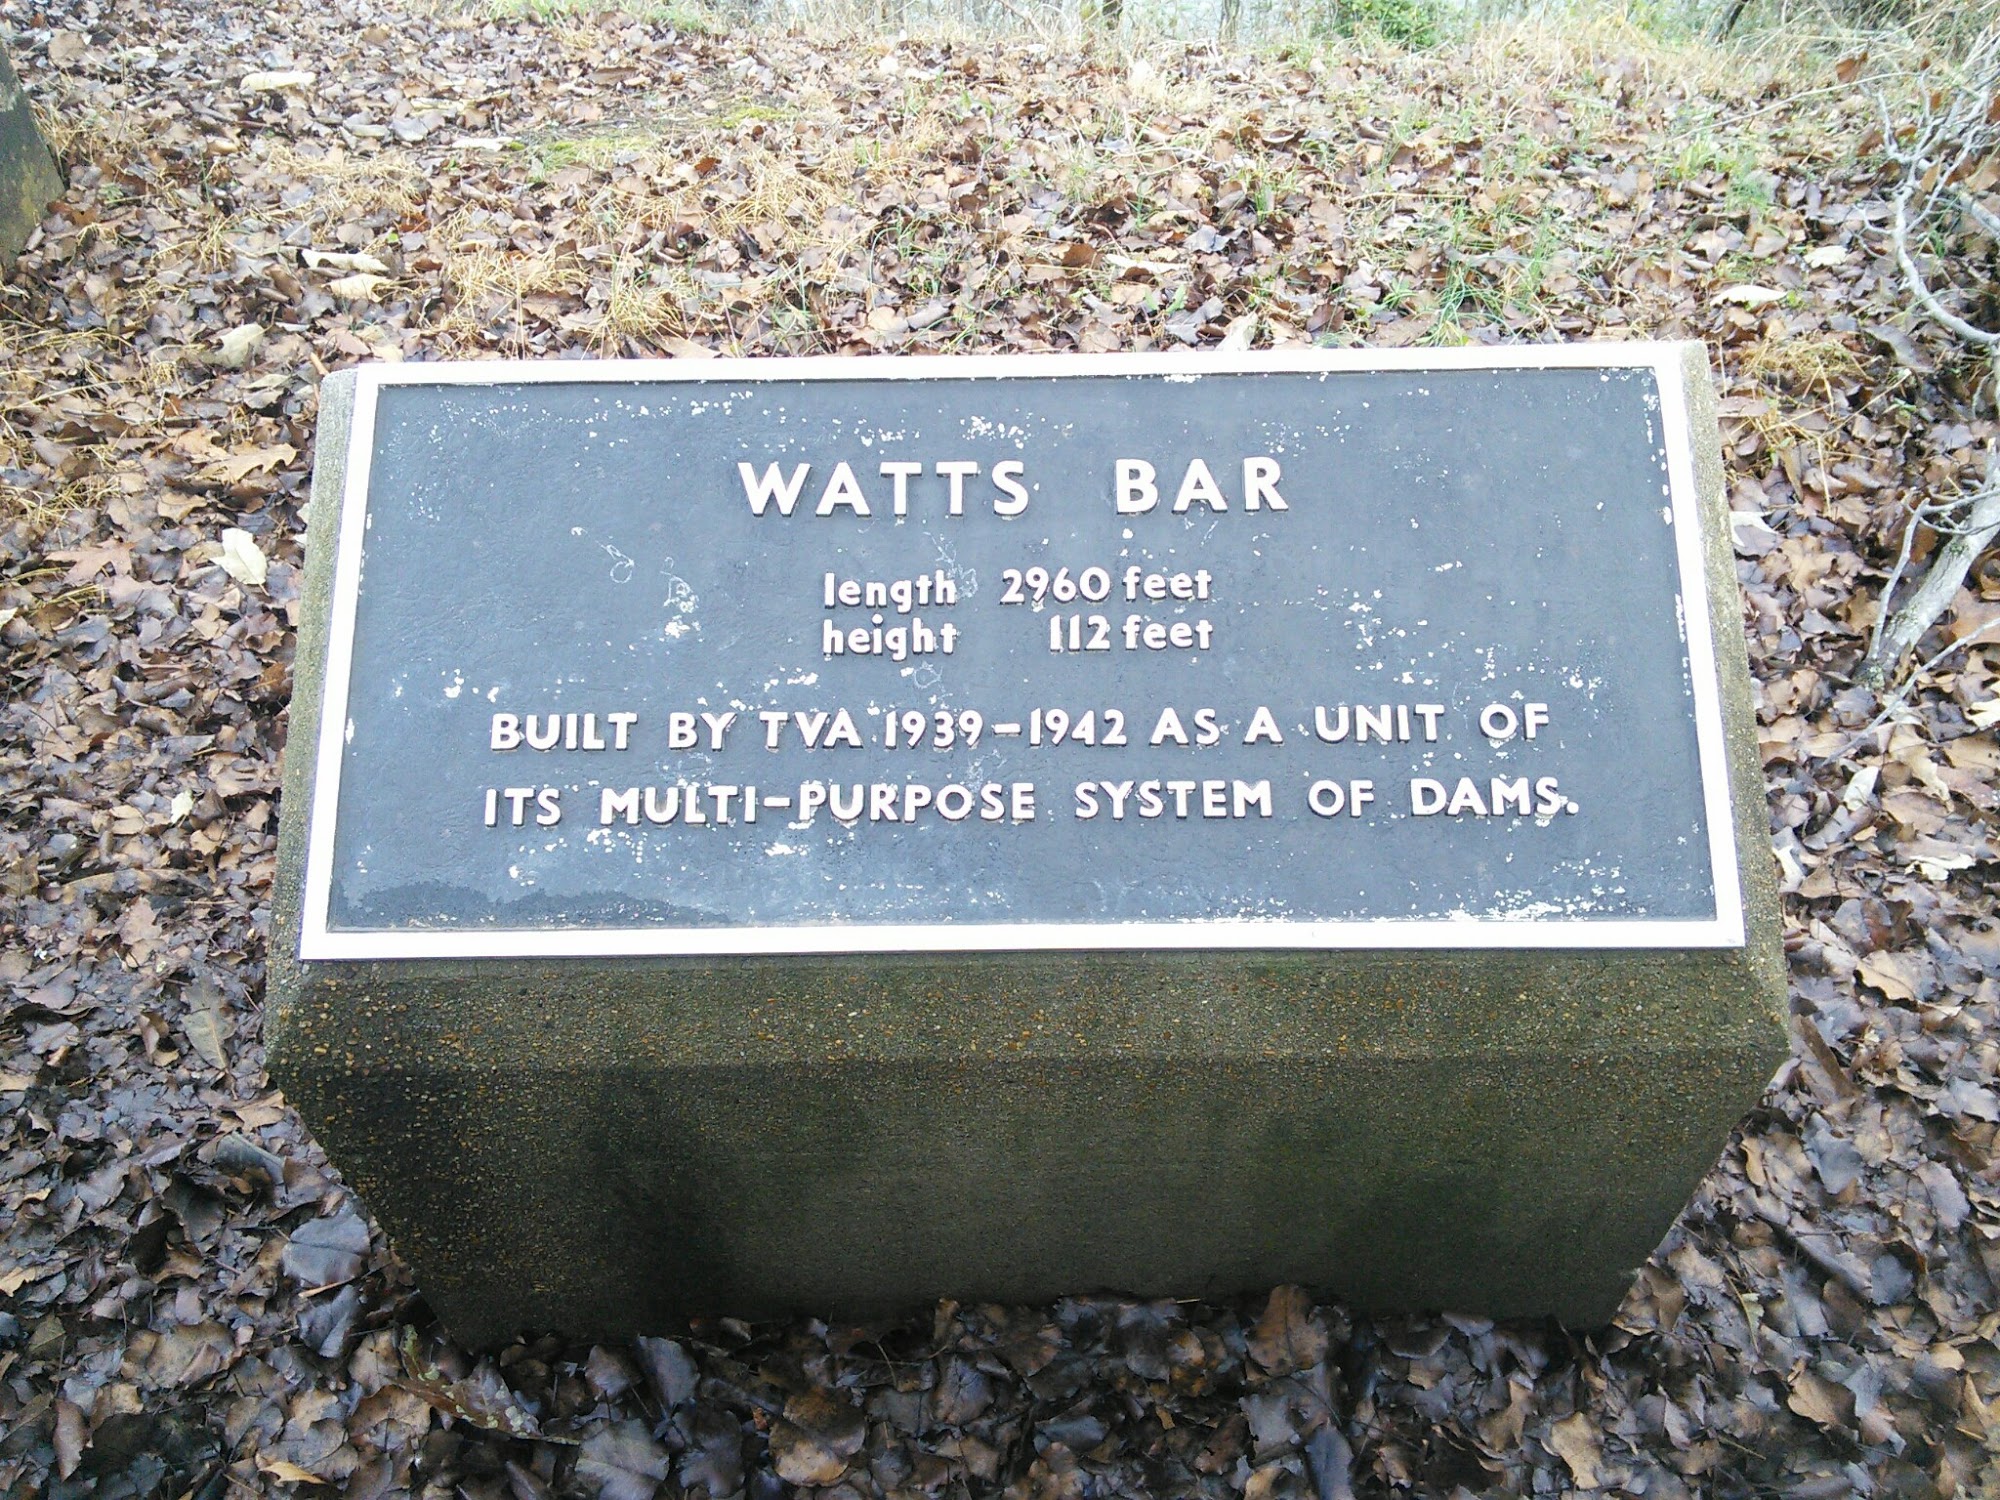 WATTS BAR
length 2960 feet
height 112 feet
BUILT BY TVA 1939-1942 AS A UNIT OF
ITS MULTI-PURPOSE SYSTEM OF DAMS.